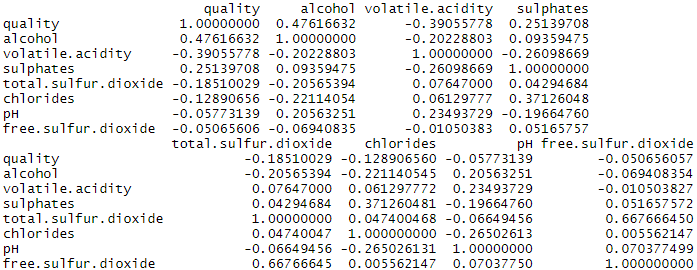 quality alcohol volatile.acidity sulphates
quality 1.00000000 0.47616632 -0.39055778 0.25139708
alcohol 0.47616632 1.00000000 -0.20228803 0.09359475
volatile.acidity -0.39055778 -0.20228803 1.00000000 -0.26098669
sulphates 0.25139708 0.09359475 -0.26098669 1.00000000
total.sulfur.dioxide -0.18510029 -0.20565394 0.07647000 0.04294684
chlorides -0.12890656 -0.22114054 0.06129777 0.37126048
pH -0.05773139 0.20563251 0.23493729 -0.19664760
free.sulfur.dioxide -0.05065606 -0.06940835 -0.01050383 0.05165757
total.sulfur.dioxide chlorides pH free.sulfur.dioxide
quality -0.18510029 -0.128906560 -0.05773139 -0.050656057
alcohol -0.20565394 -0.221140545 0.20563251 -0.069408354
volatile.acidity 0.07647000 0.061297772 0.23493729 -0.010503827
sulphates 0.04294684 0.371260481 -0.19664760 0.051657572
total.sulfur.dioxide 1.00000000 0.047400468 -0.06649456 0.667666450
chlorides 0.04740047 1.000000000 -0.26502613 0.005562147
pH -0.06649456 -0.265026131 1.00000000 0.070377499
free.sulfur.dioxide 0.66766645 0.005562147 0.07037750 1.000000000